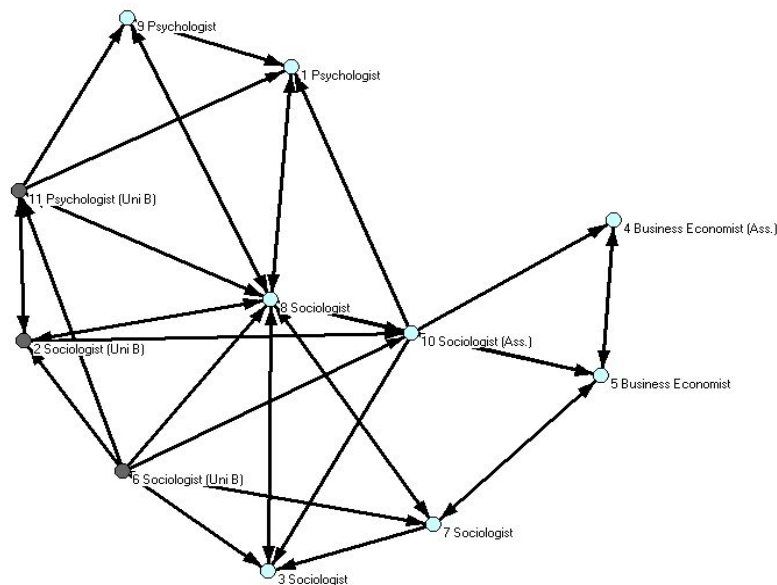 9 Psychologist
1 Psychologist
11 Psychologist (Uni B)
4 Business Economist (Ass.)
8 Sociologist
10 Sociologist (Ass.)
2 Sociologist (Uni B)
5 Business Economist
6 Sociologist (Uni B)
7 Sociologist
3 Sociologist